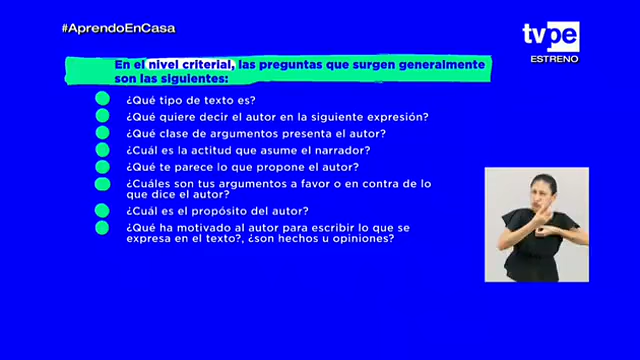 #AprendoEnCasa
tvpe
ESTRENO
En el nivel criterial, las preguntas que surgen generalmente
son las siguientes:
¿Qué tipo de texto es?
¿Qué quiere decir el autor en la siguiente expresión?
¿Qué clase de argumentos presenta el autor?
¿Cuál es la actitud que asume el narrador?
¿Qué te parece lo que propone el autor?
¿Cuáles son tus argumentos a favor o en contra de lo
que dice el autor?
¿Cuál es el propósito del autor?
¿Qué ha motivado al autor para escribir lo que se
expresa en el texto?, ¿son hechos u opiniones?